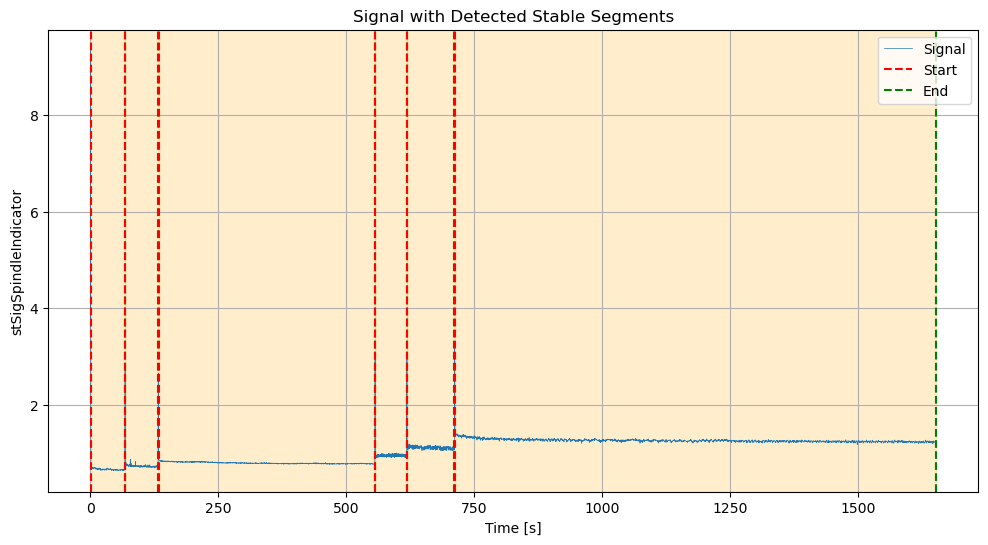 Signal with Detected Stable Segments
Signal
Start
End
stSigSpindleIndicator
8
6
4
2
0
250
500
750
1000
1250
1500
Time [s]